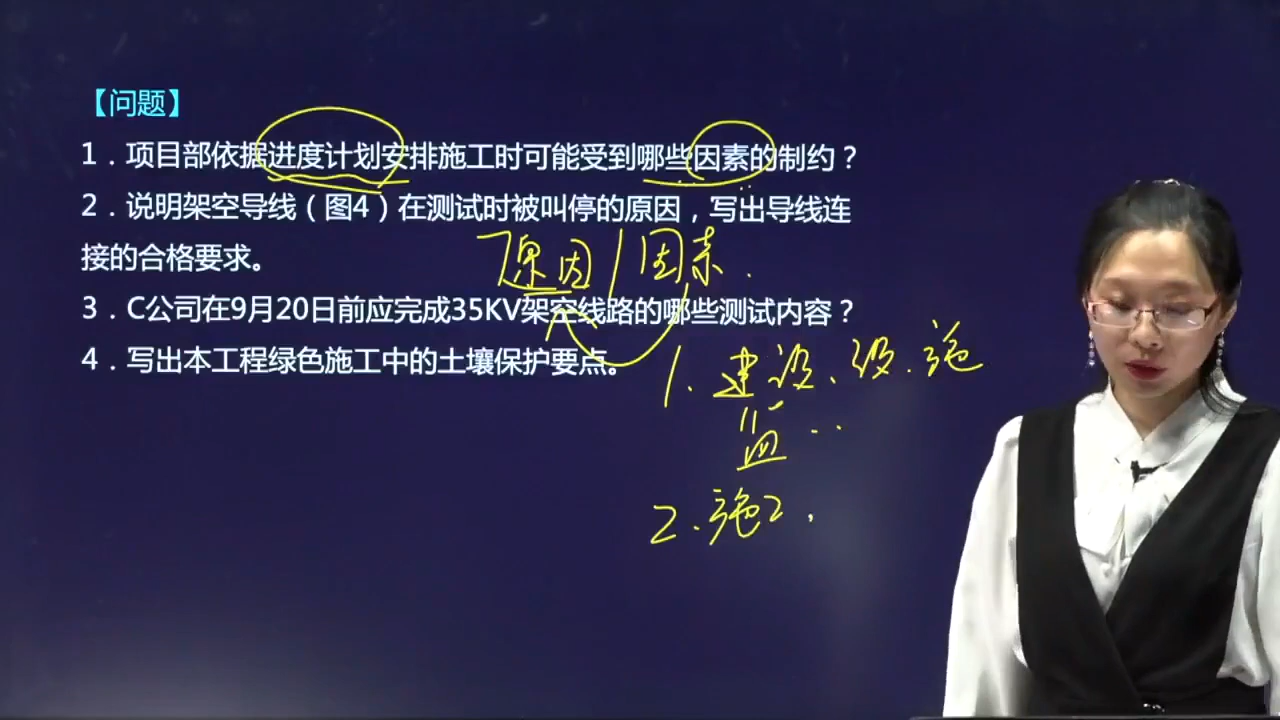 【问题】
1．项目部依据进度计划安排施工时可能受到哪些因素的制约？
2．说明架空导线（图4）在测试时被叫停的原因，写出导线连
接的合格要求。
原因 因素.
3．C公司在9月20日前应完成35KV架空线路的哪些测试内容？
4．写出本工程绿色施工中的土壤保护要点。
1. 建设、设.施
监 ..
2.施工.